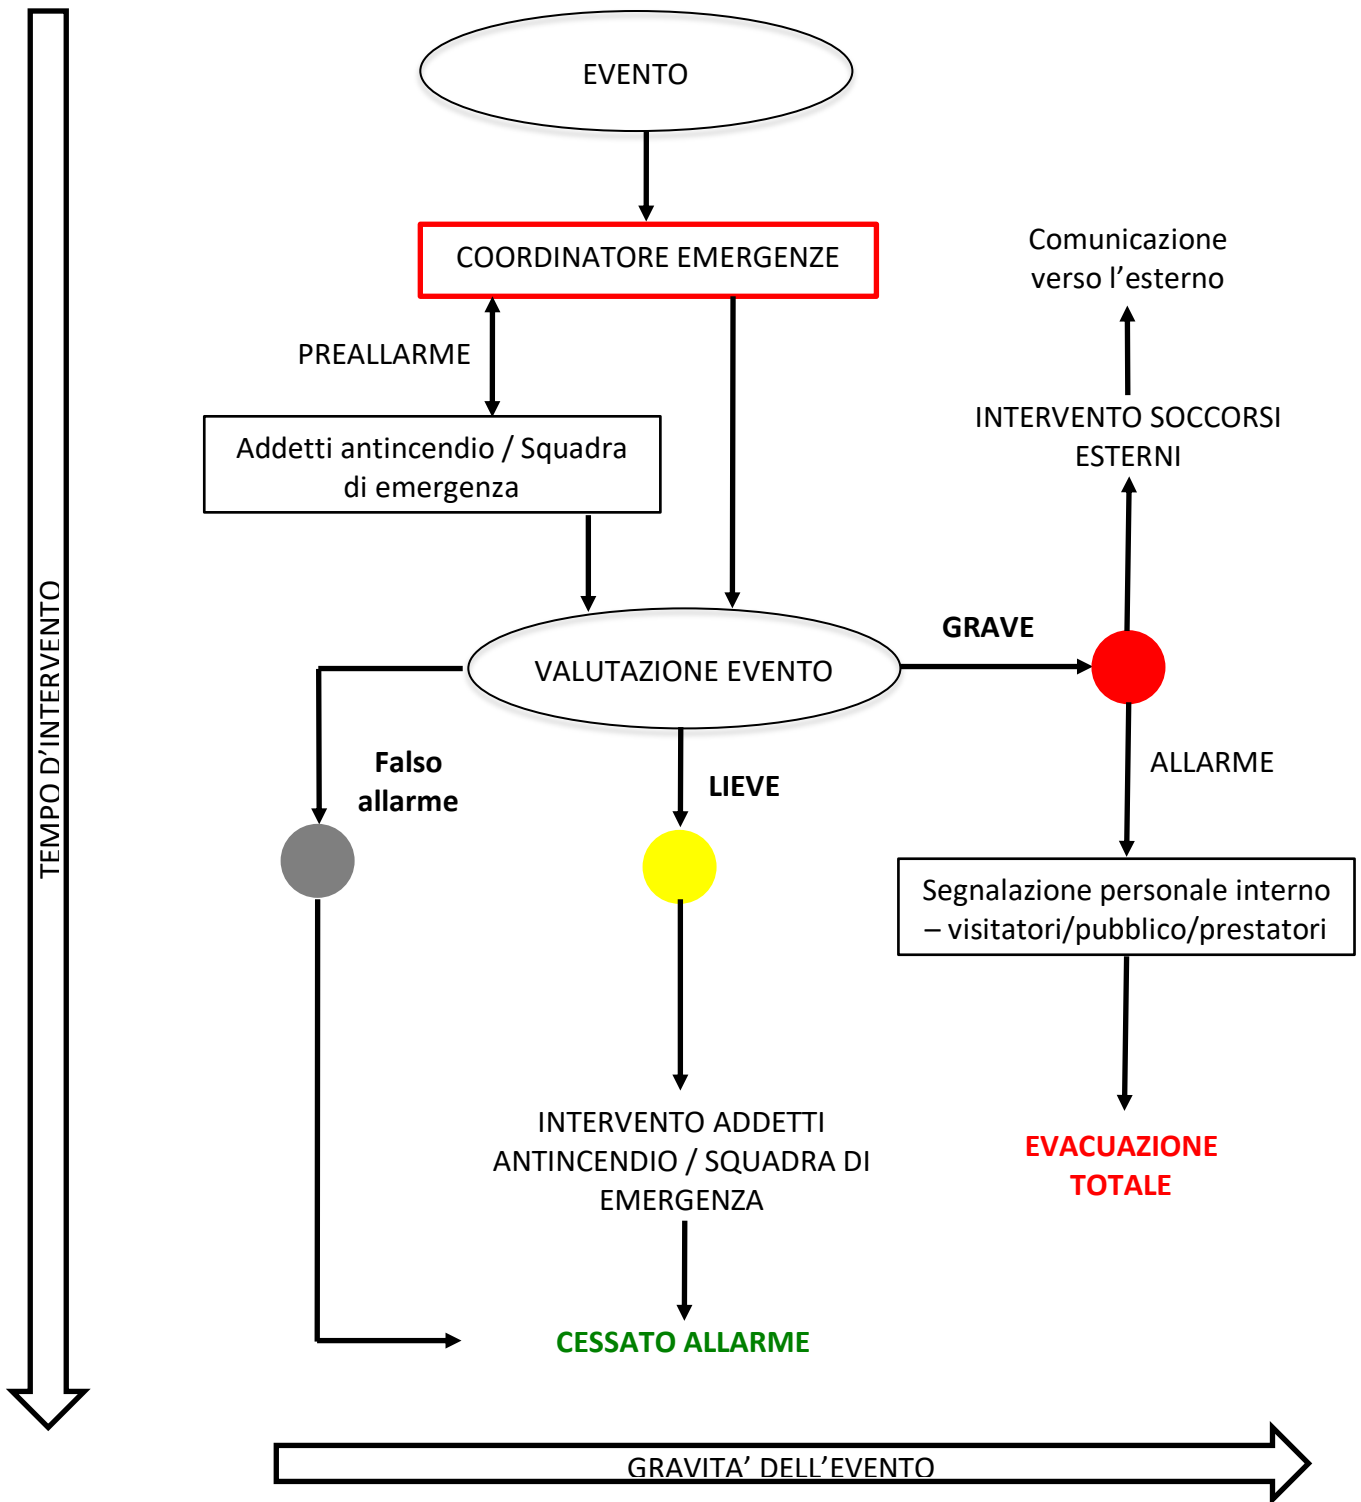 EVENTO
COORDINATORE EMERGENZE
Comunicazione
verso l’esterno
PREALLARME
INTERVENTO SOCCORSI
ESTERNI
Addetti antincendio / Squadra
di emergenza
GRAVE
VALUTAZIONE EVENTO
TEMPO D’INTERVENTO
Falso
allarme
LIEVE
ALLARME
Segnalazione personale interno
– visitatori/pubblico/prestatori
INTERVENTO ADDETTI
ANTINCENDIO / SQUADRA DI
EMERGENZA
EVACUAZIONE
TOTALE
CESSATO ALLARME
GRAVITA’ DELL’EVENTO